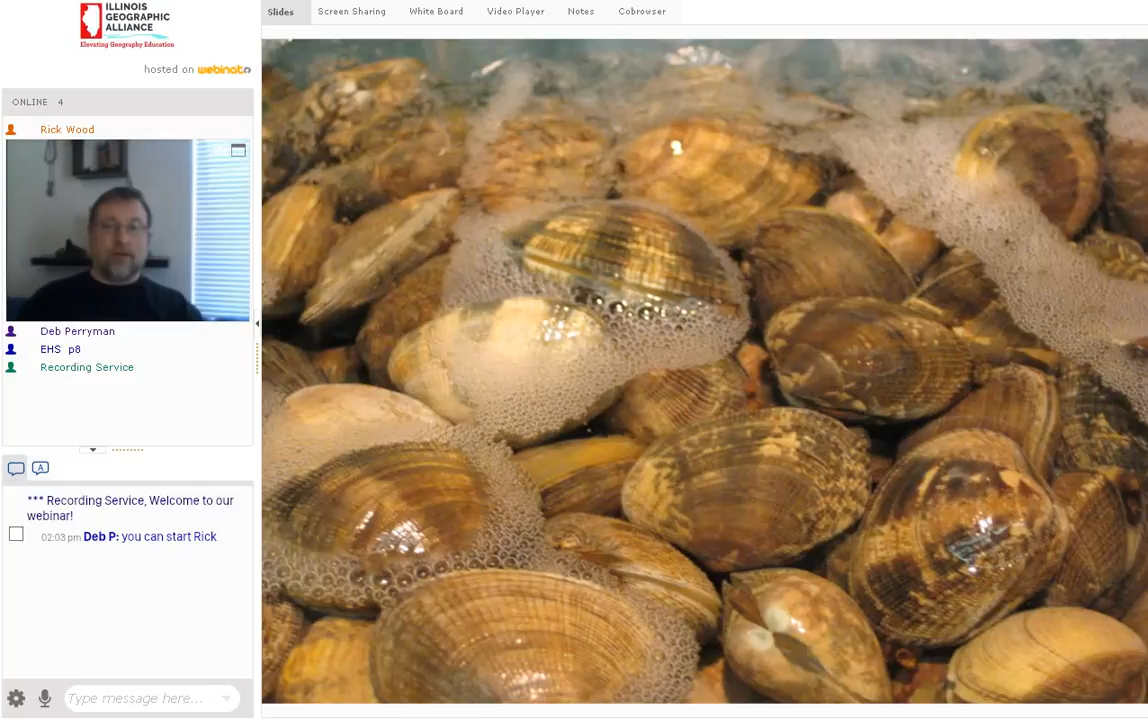 ILLINOIS
GEOGRAPHIC
ALLIANCE
Elevating Geography Education
hosted on webinato
ONLINE 4
Rick Wood
Deb Perryman
EHS p8
Recording Service
*** Recording Service, Welcome to our
webinar!
02:03 pm Deb P: you can start Rick
Type message here...
Slides Screen Sharing White Board Video Player Notes Cobrowser